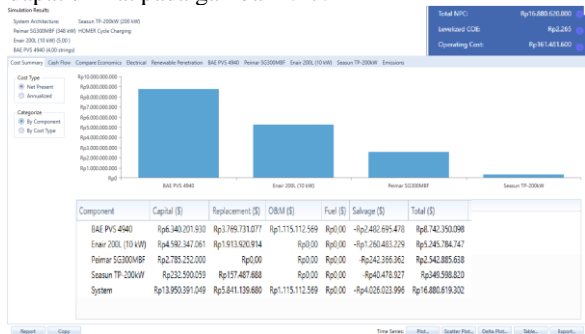 Simulation Results
System Architecture: Seasun TP-200kW (200 kW)
Peimar SG300MBF (348 kW) HOMER Cycle Charging
Enair 200L (10 kW) (5.00 )
BAE PVS 4940 (4.00 strings)
Total NPC: Rp16.880.620.000
Levelized COE: Rp2.265
Operating Cost: Rp161.481.600
Cost Summary Cash Flow Compare Economics Electrical Renewable Penetration BAE PVS 4940 Peimar SG300MBF Enair 200L (10 kW) Seasun TP-200kW Emissions
Cost Type
Net Present
Annualized
Categorize
By Component
By Cost Type
Rp10.000.000.000
Rp9.000.000.000
Rp8.000.000.000
Rp7.000.000.000
Rp6.000.000.000
Rp5.000.000.000
Rp4.000.000.000
Rp3.000.000.000
Rp2.000.000.000
Rp1.000.000.000
Rp0
BAE PVS 4940 Enair 200L (10 kW) Peimar SG300MBF Seasun TP-200kW
Component Capital ($) Replacement ($) O&M ($) Fuel ($) Salvage ($) Total ($)
BAE PVS 4940 Rp6.340.201.930 Rp3.769.731.077 Rp1.115.112.569 Rp0,00 -Rp2.482.695.478 Rp8.742.350.098
Enair 200L (10 kW) Rp4.592.347.061 Rp1.913.920.914 Rp0,00 Rp0,00 -Rp1.260.483.229 Rp5.245.784.747
Peimar SG300MBF Rp2.785.252.000 Rp0,00 Rp0,00 Rp0,00 -Rp242.366.362 Rp2.542.885.638
Seasun TP-200kW Rp232.590.059 Rp157.487.688 Rp0,00 Rp0,00 -Rp40.478.927 Rp349.598.820
System Rp13.950.391.049 Rp5.841.139.680 Rp1.115.112.569 Rp0,00 -Rp4.026.023.996 Rp16.880.619.302
Report Copy Time Series: Plot... Scatter Plot... Delta Plot... Table... Export...